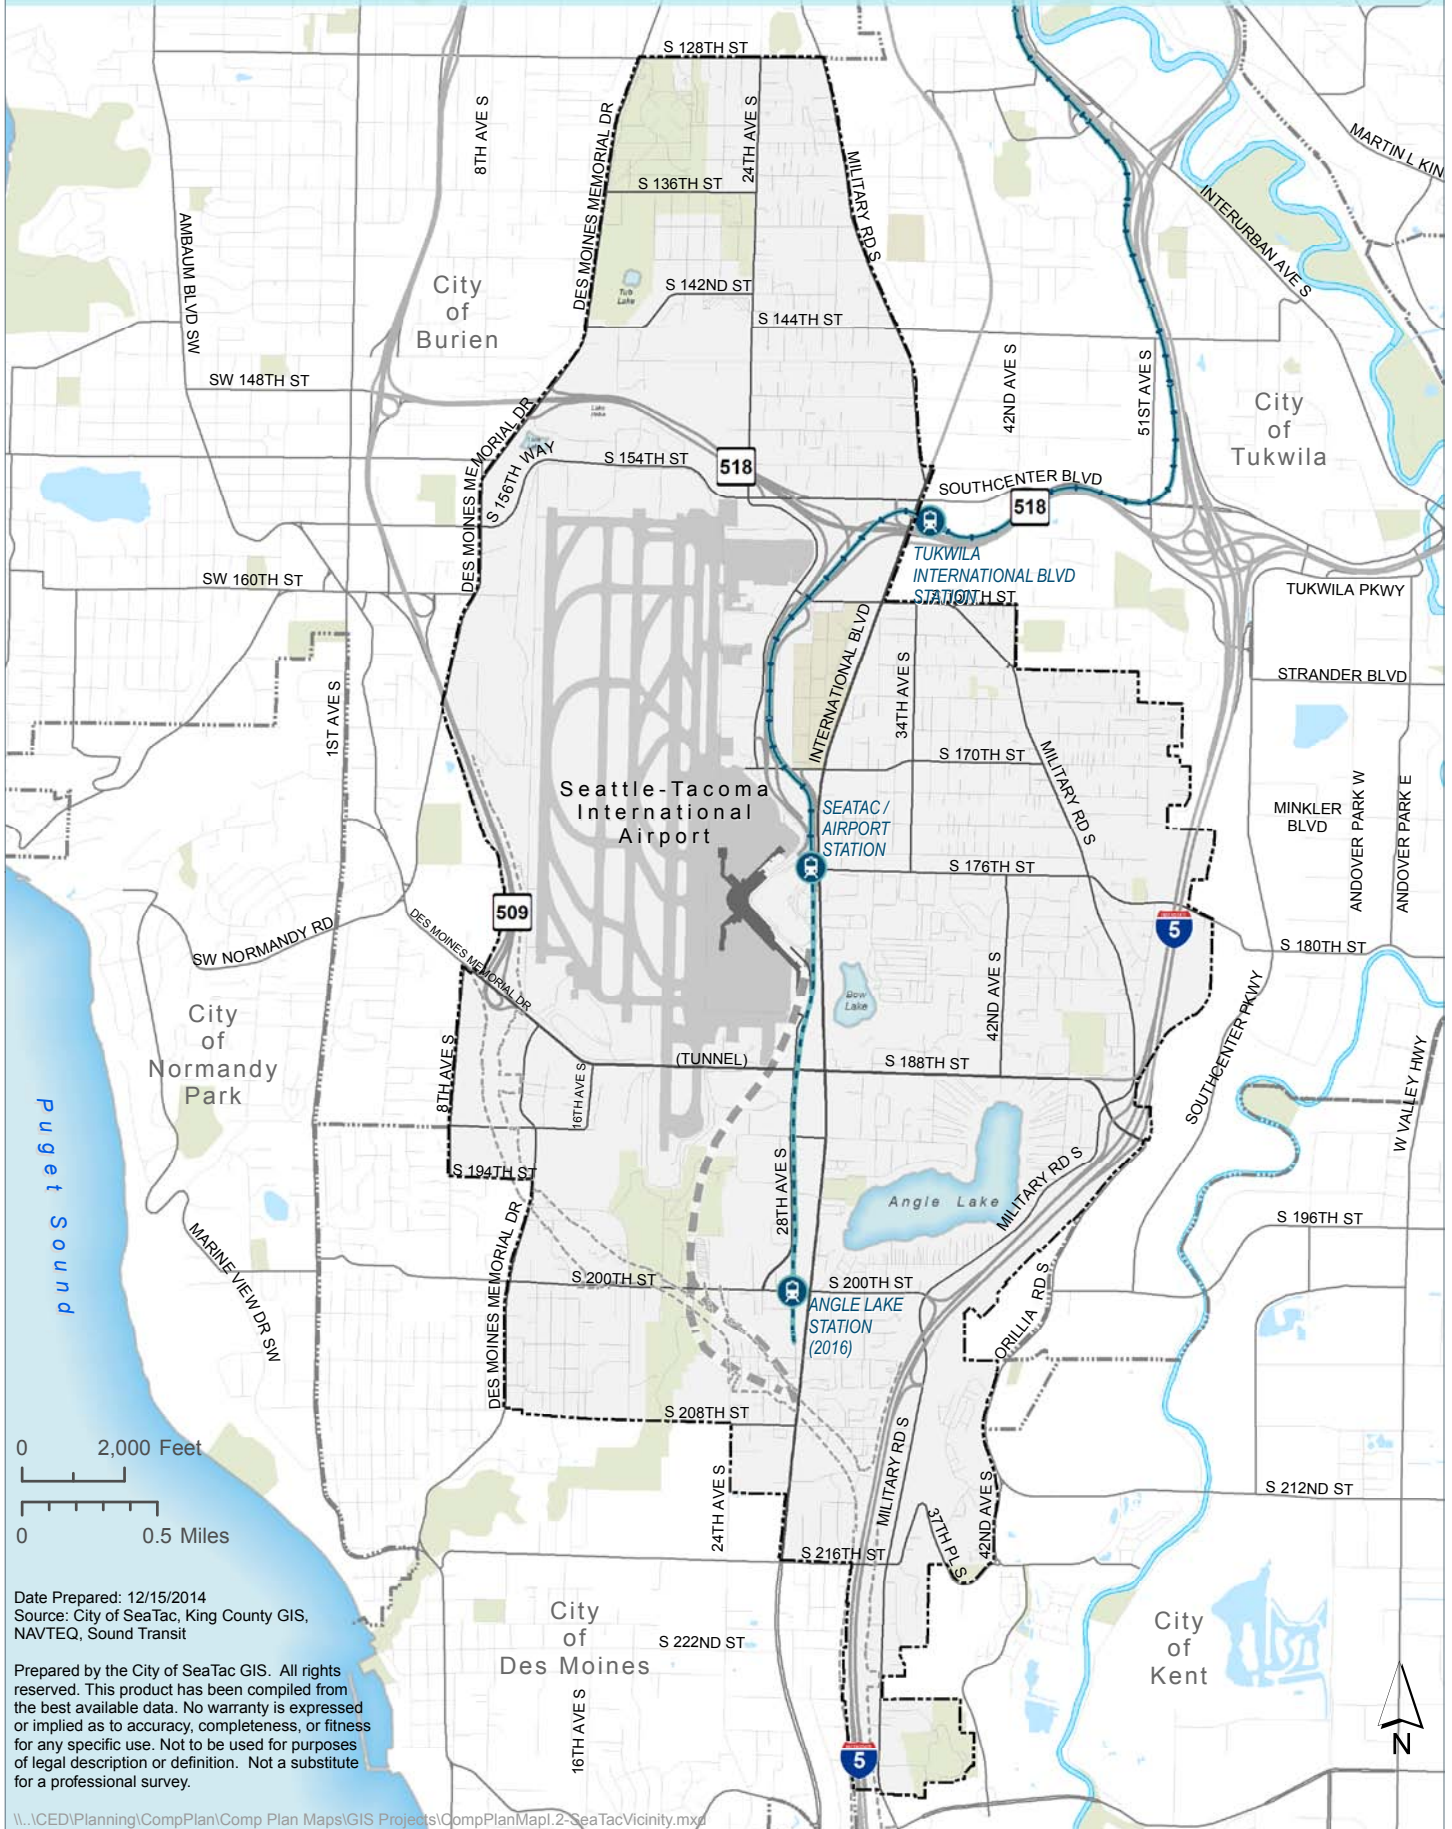 S 128TH ST
8TH AVE S
DES MOINES MEMORIAL DR
24TH AVE S
MILITARY RD S
MARTIN L KIN
S 136TH ST
INTERURBAN AVE S
AMBAUM BLVD SW
City
of
Burien
Tub
Lake
S 142ND ST
S 144TH ST
SW 148TH ST
42ND AVE S
51ST AVE S
City
of
Tukwila
DES MOINES MEMORIAL DR
S 156TH WAY
S 154TH ST
518
SOUTHCENTER BLVD
518
DES MOINES MEMORIAL DR
TUKWILA
INTERNATIONAL BLVD
STATION
SW 160TH ST
TUKWILA PKWY
INTERNATIONAL BLVD
34TH AVE S
STRANDER BLVD
1ST AVE S
S 170TH ST
MILITARY RD S
Seattle-Tacoma
International
Airport
SEATAC /
AIRPORT
STATION
MINKLER
BLVD
ANDOVER PARK W
ANDOVER PARK E
S 176TH ST
509
DES MOINES MEMORIAL DR
5
SW NORMANDY RD
S 180TH ST
42ND AVE S
Bow
Lake
SOUTHCENTER PKWY
City
of
Normandy
Park
8TH AVE S
16TH AVE S
(TUNNEL)
S 188TH ST
W VALLEY HWY
Puget Sound
S 194TH ST
28TH AVE S
Angle Lake
MILITARY RD S
S 196TH ST
MARINE VIEW DR SW
DES MOINES MEMORIAL DR
S 200TH ST
S 200TH ST
ANGLE LAKE
STATION
(2016)
ORILLIA RD S
S 208TH ST
MILITARY RD S
0 2,000 Feet
0 0.5 Miles
24TH AVE S
42ND AVE S
S 212ND ST
37TH PL S
S 216TH ST
Date Prepared: 12/15/2014
Source: City of SeaTac, King County GIS,
NAVTEQ, Sound Transit
City
of
Des Moines
S 222ND ST
City
of
Kent
16TH AVE S
Prepared by the City of SeaTac GIS. All rights
reserved. This product has been compiled from
the best available data. No warranty is expressed
or implied as to accuracy, completeness, or fitness
for any specific use. Not to be used for purposes
of legal description or definition. Not a substitute
for a professional survey.
5
N
\\..\CED\Planning\CompPlan\Comp Plan Maps\GIS Projects\CompPlanMapI.2-SeaTacVicinity.mxd